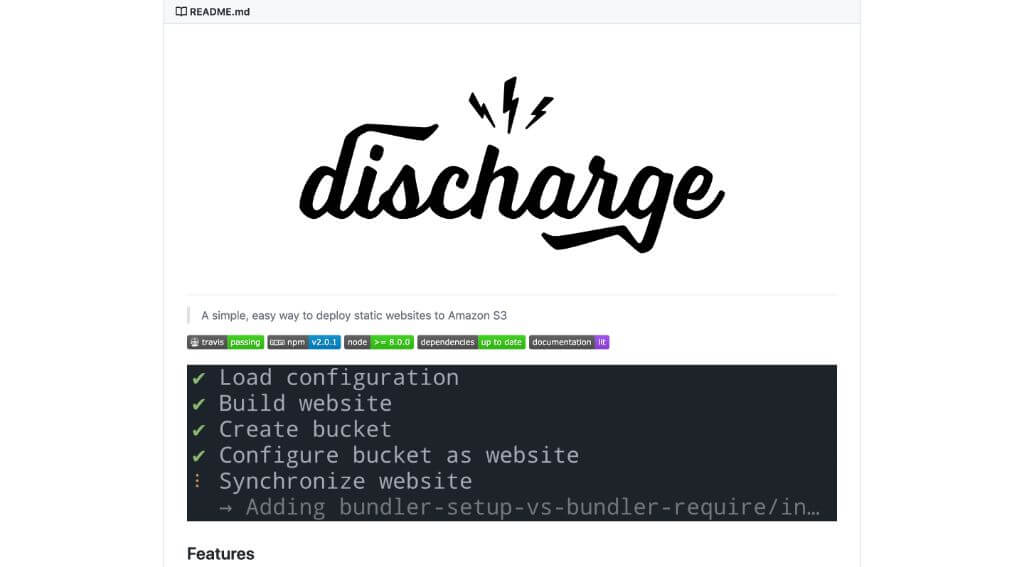 README.md
discharge
A simple, easy way to deploy static websites to Amazon S3
travis passing npm v2.0.1 node >= 8.0.0 dependencies up to date documentation lit
✔ Load configuration
✔ Build website
✔ Create bucket
✔ Configure bucket as website
⠸ Synchronize website
→ Adding bundler-setup-vs-bundler-require/in…
Features